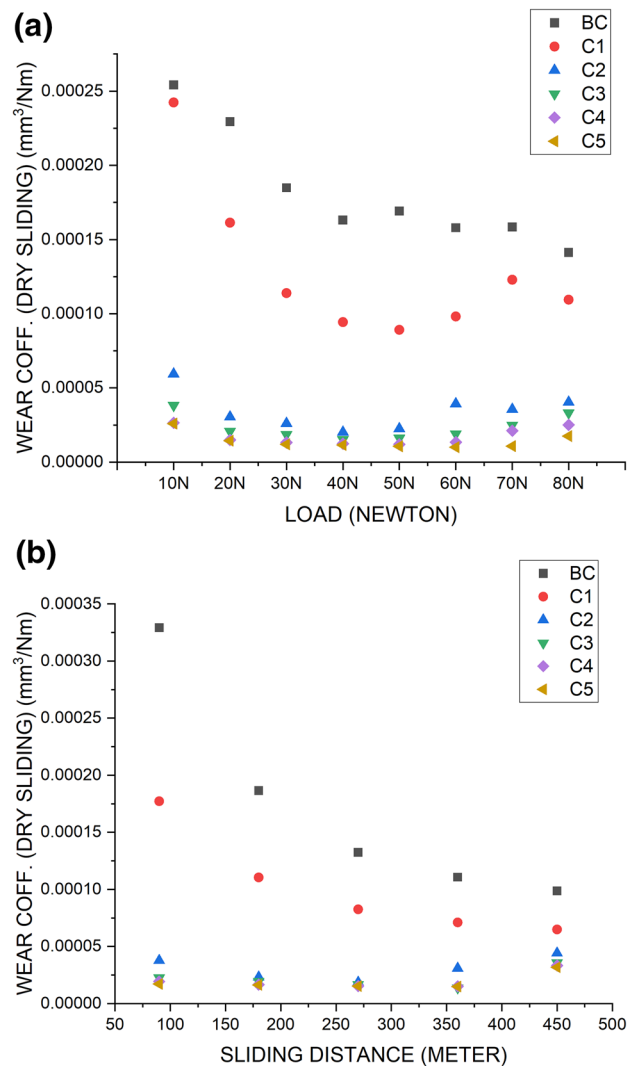 (a)
BC
C1
C2
C3
C4
C5
WEAR COFF. (DRY SLIDING) (mm³/Nm)
0.00025
0.00020
0.00015
0.00010
0.00005
0.00000
10N 20N 30N 40N 50N 60N 70N 80N
LOAD (NEWTON)
(b)
BC
C1
C2
C3
C4
C5
WEAR COFF. (DRY SLIDING) (mm³/Nm)
0.00035
0.00030
0.00025
0.00020
0.00015
0.00010
0.00005
0.00000
50 100 150 200 250 300 350 400 450 500
SLIDING DISTANCE (METER)